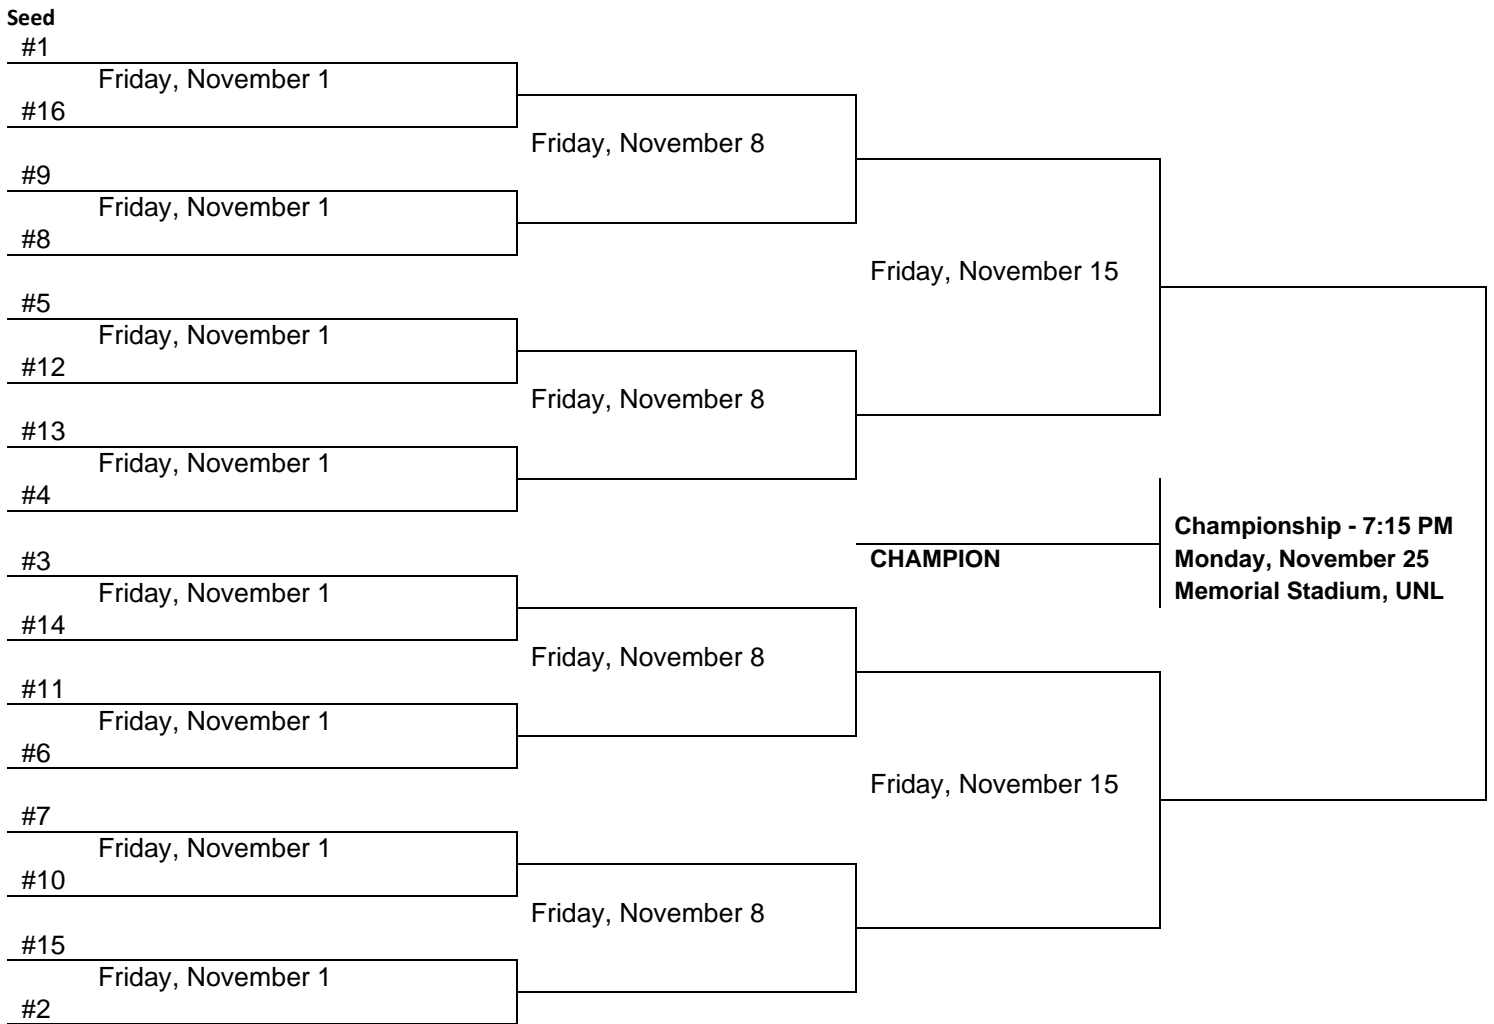 Seed
#1
Friday, November 1
#16
Friday, November 8
#9
Friday, November 1
#8
Friday, November 15
#5
Friday, November 1
#12
Friday, November 8
#13
Friday, November 1
#4
Championship - 7:15 PM
CHAMPION
Monday, November 25
Memorial Stadium, UNL
#3
Friday, November 1
#14
Friday, November 8
#11
Friday, November 1
#6
Friday, November 15
#7
Friday, November 1
#10
Friday, November 8
#15
Friday, November 1
#2